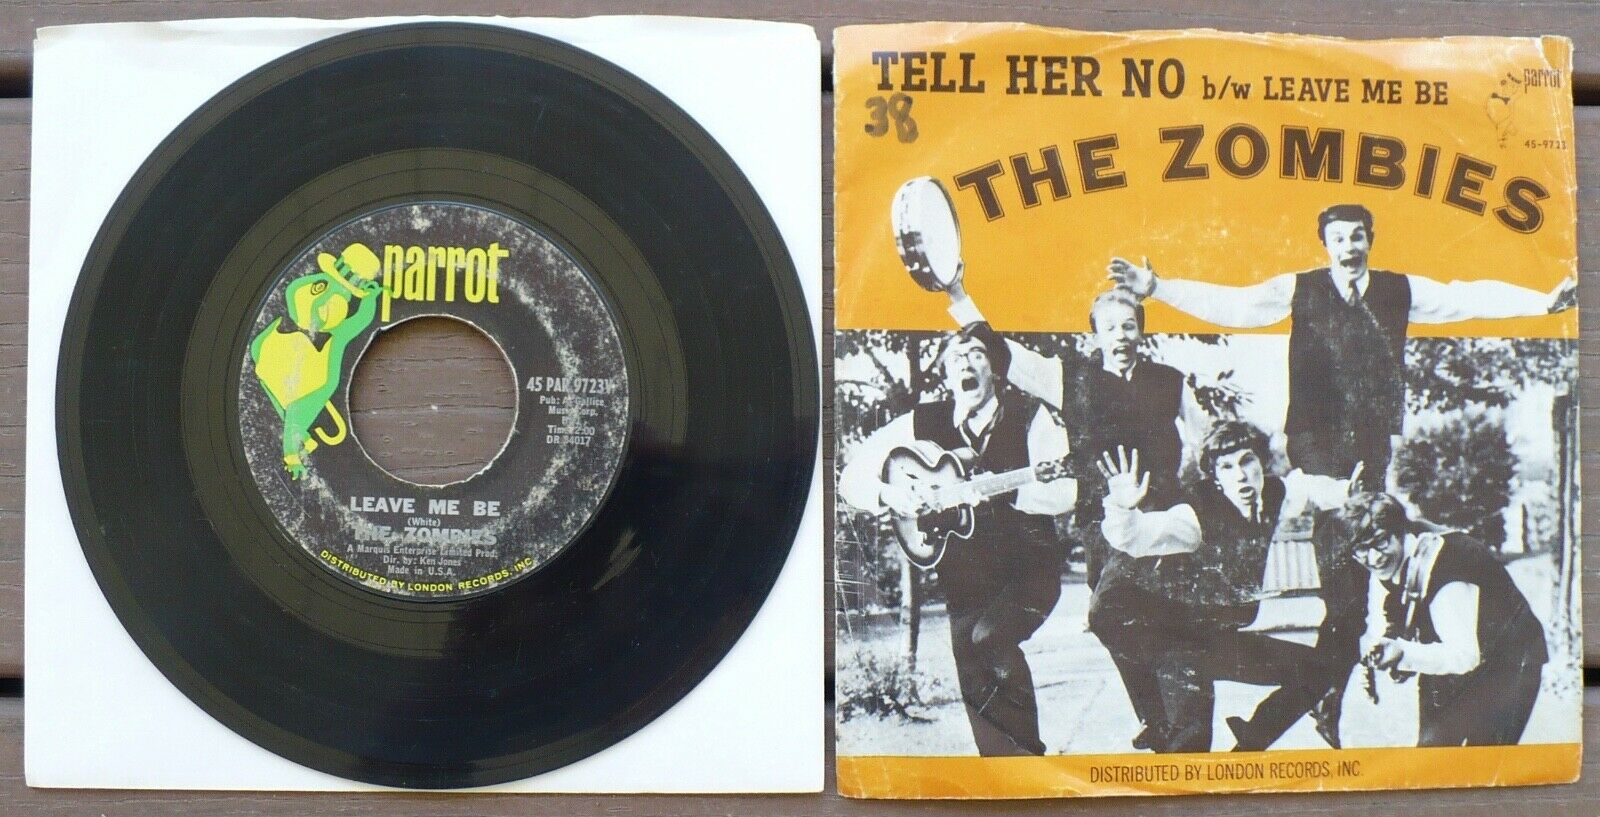 parrot
45 PAR 9723
Pub: A. Gallice
Music Corp.
Time: 2:00
DR 34017
LEAVE ME BE
(White)
THE ZOMBIES
A Marquis Enterprise Limited Prod.
Dir. by: Ken Jones
Made in U.S.A.
DISTRIBUTED BY LONDON RECORDS, INC.
TELL HER NO b/w LEAVE ME BE
38
parrot
45-9723
THE ZOMBIES
DISTRIBUTED BY LONDON RECORDS, INC.